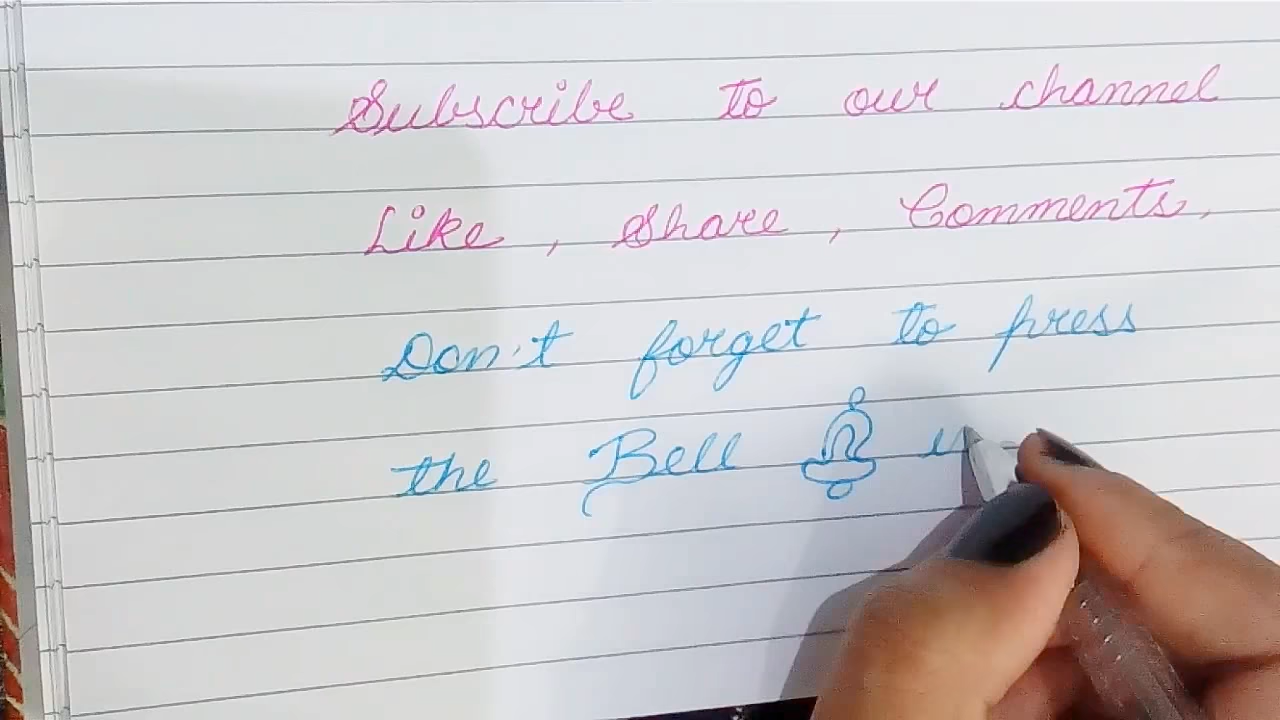 Subscribe to our channel
Like, Share, Comments,
Don't forget to press
the Bell